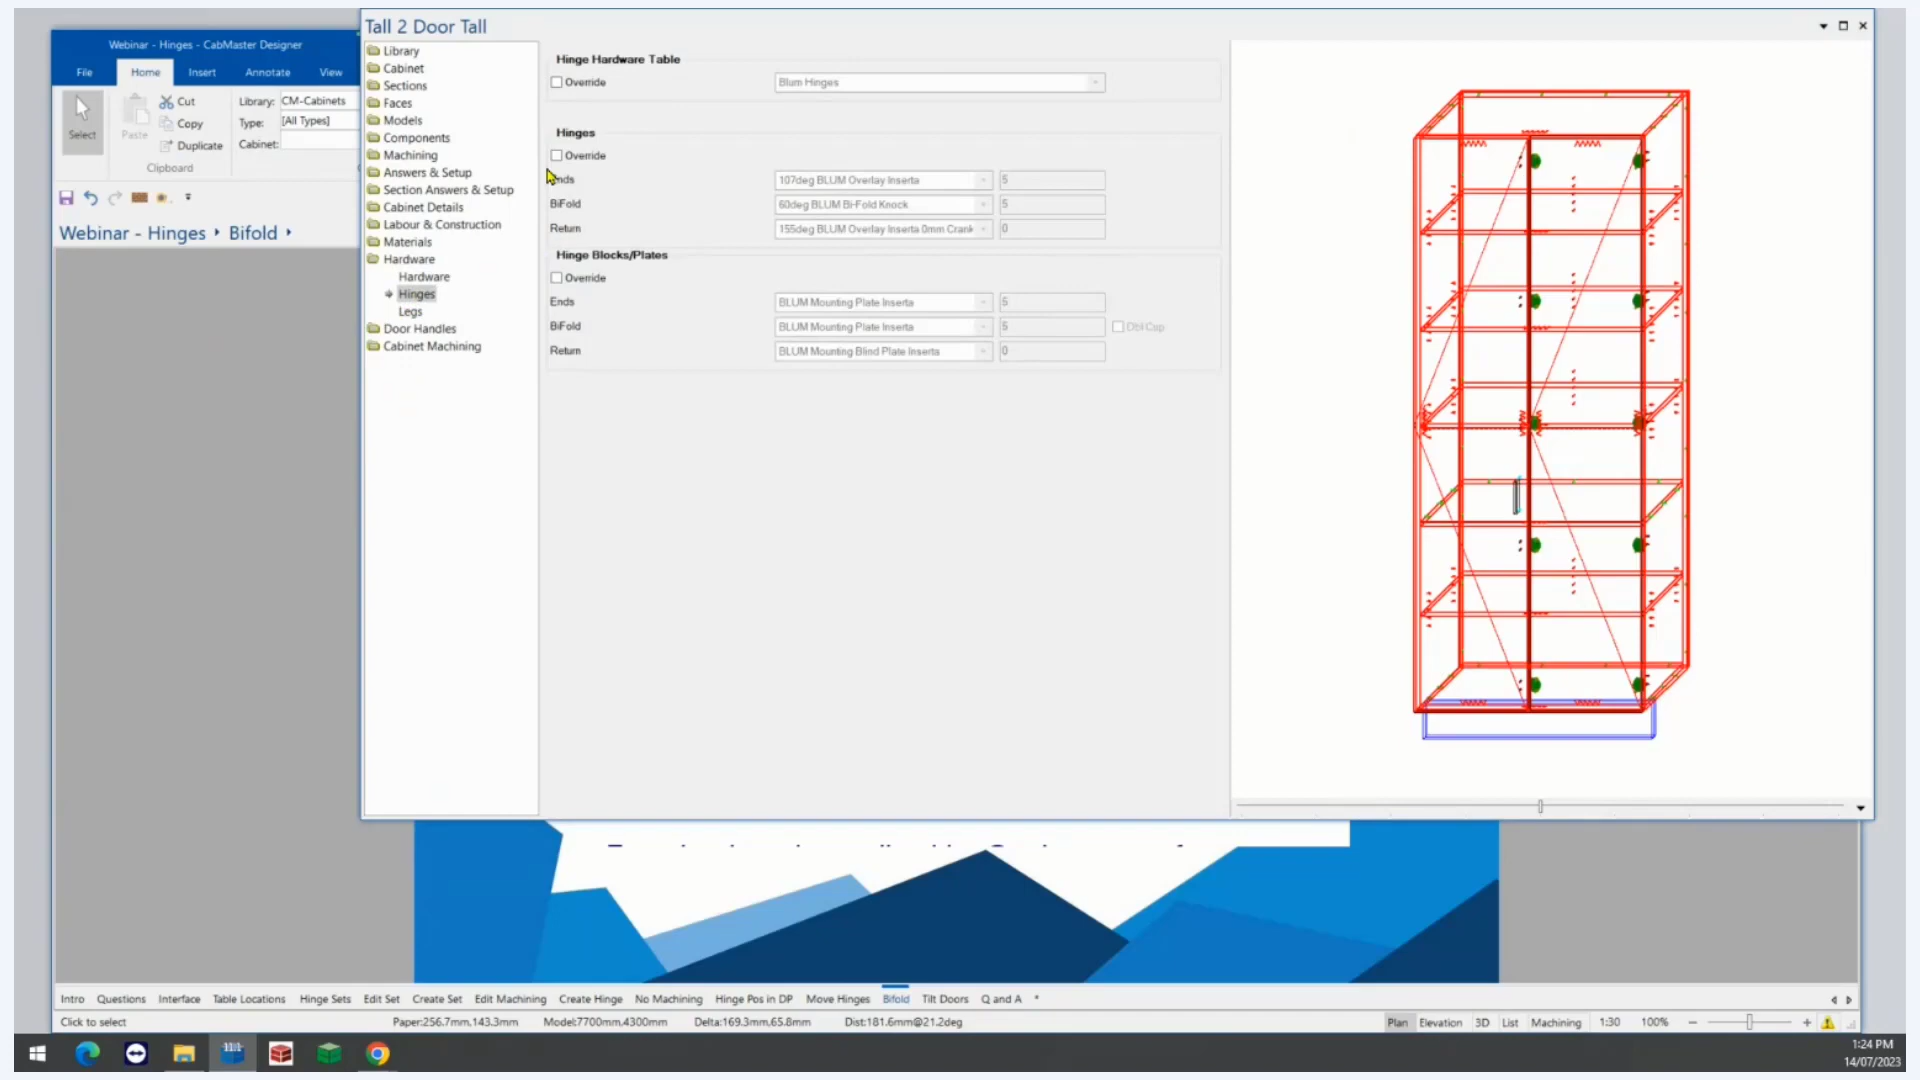 Tall 2 Door Tall
Webinar - Hinges - CabMaster Designer
File Home Insert Annotate View
Select
Paste
Cut
Copy
Duplicate
Clipboard
Library: CM-Cabinets
Type: [All Types]
Cabinet:
Webinar - Hinges Bifold
Library
Cabinet
Sections
Faces
Models
Components
Machining
Answers & Setup
Section Answers & Setup
Cabinet Details
Labour & Construction
Materials
Hardware
Hardware
Hinges
Legs
Door Handles
Cabinet Machining
Hinge Hardware Table
Override Blum Hinges
Hinges
Override
Ends 107deg BLUM Overlay Inserta 5
BiFold 60deg BLUM Bi-Fold Knock 5
Return 155deg BLUM Overlay Inserta 0mm Crank 0
Hinge Blocks/Plates
Override
Ends BLUM Mounting Plate Inserta 5
BiFold BLUM Mounting Plate Inserta 5 Dbl Cup
Return BLUM Mounting Blind Plate Inserta 0
Intro Questions Interface Table Locations Hinge Sets Edit Set Create Set Edit Machining Create Hinge No Machining Hinge Pos in DP Move Hinges Bifold Tilt Doors Q and A *
Click to select Paper:256.7mm,143.3mm Model:7700mm,4300mm Delta:169.3mm,65.8mm Dist:181.6mm@21.2deg Plan Elevation 3D List Machining 1:30 100%
1:24 PM
14/07/2023